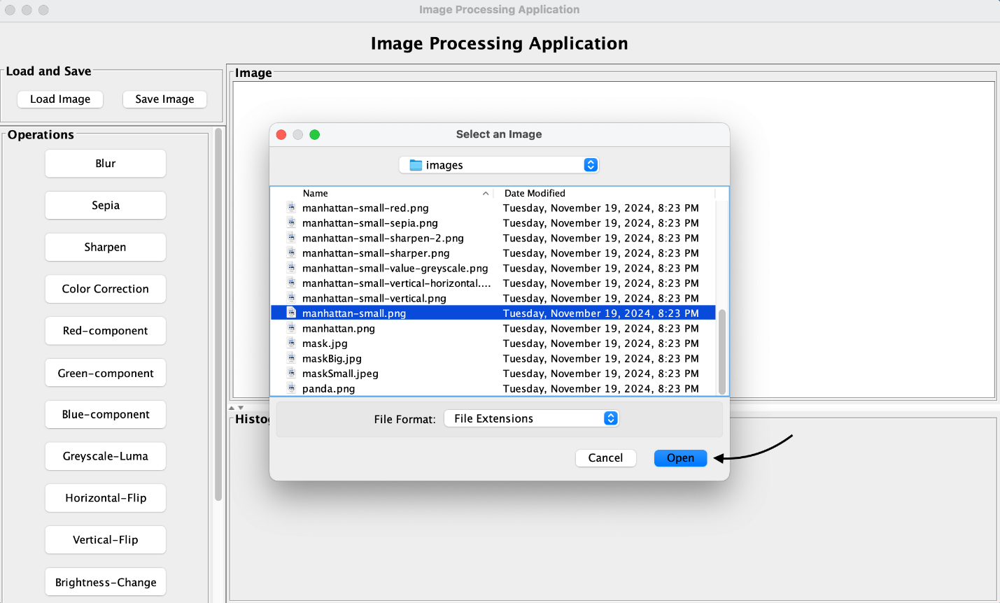 Image Processing Application
Image Processing Application
Load and Save
Load Image
Save Image
Operations
Blur
Sepia
Sharpen
Color Correction
Red-component
Green-component
Blue-component
Greyscale-Luma
Horizontal-Flip
Vertical-Flip
Brightness-Change
Image
Select an Image
images
Name Date Modified
manhattan-small-red.png Tuesday, November 19, 2024, 8:23 PM
manhattan-small-sepia.png Tuesday, November 19, 2024, 8:23 PM
manhattan-small-sharpen-2.png Tuesday, November 19, 2024, 8:23 PM
manhattan-small-sharper.png Tuesday, November 19, 2024, 8:23 PM
manhattan-small-value-greyscale.png Tuesday, November 19, 2024, 8:23 PM
manhattan-small-vertical-horizontal.... Tuesday, November 19, 2024, 8:23 PM
manhattan-small-vertical.png Tuesday, November 19, 2024, 8:23 PM
manhattan-small.png Tuesday, November 19, 2024, 8:23 PM
manhattan.png Tuesday, November 19, 2024, 8:23 PM
mask.jpg Tuesday, November 19, 2024, 8:23 PM
maskBig.jpg Tuesday, November 19, 2024, 8:23 PM
maskSmall.jpeg Tuesday, November 19, 2024, 8:23 PM
panda.png Tuesday, November 19, 2024, 8:23 PM
File Format: File Extensions
Cancel
Open
Histo